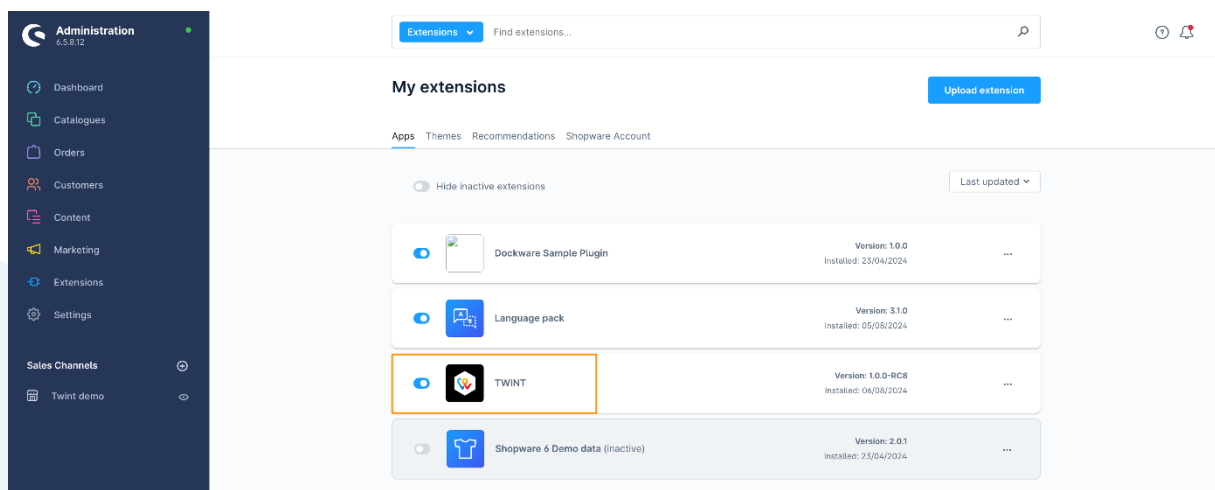 Administration
6.5.8.12
Dashboard
Catalogues
Orders
Customers
Content
Marketing
Extensions
Settings
Sales Channels
Twint demo
Extensions
Find extensions...
My extensions
Upload extension
Apps Themes Recommendations Shopware Account
Hide inactive extensions
Last updated
Dockware Sample Plugin
Version: 1.0.0
Installed: 23/04/2024
Language pack
Version: 3.1.0
Installed: 05/08/2024
TWINT
Version: 1.0.0-RC8
Installed: 06/08/2024
Shopware 6 Demo data (inactive)
Version: 2.0.1
Installed: 23/04/2024